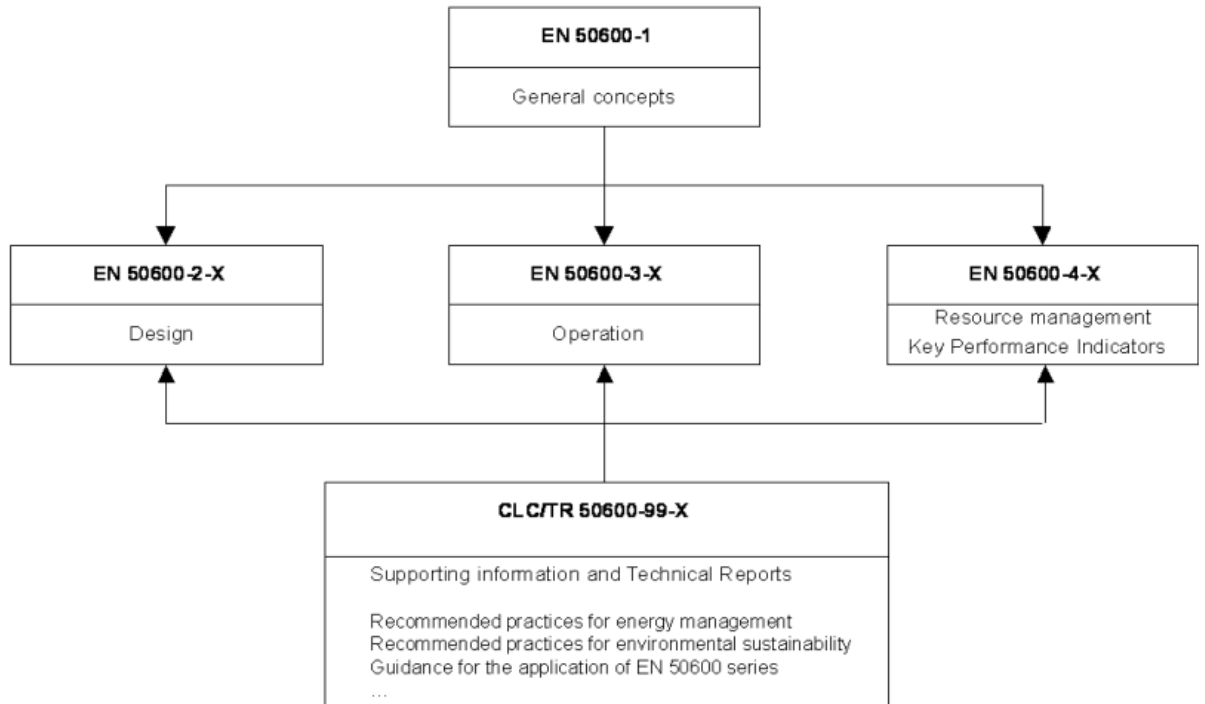 EN 50600-1
General concepts
EN 50600-2-X
Design
EN 50600-3-X
Operation
EN 50600-4-X
Resource management
Key Performance Indicators
CLC/TR 50600-99-X
Supporting information and Technical Reports
Recommended practices for energy management
Recommended practices for environmental sustainability
Guidance for the application of EN 50600 series
...